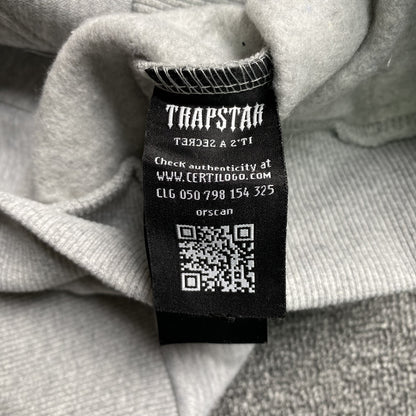 TRAPSTAR
IT'S A SECRET
Check authenticity at
WWW.CERTILOGO.COM
CLG 050 798 154 325
orscan